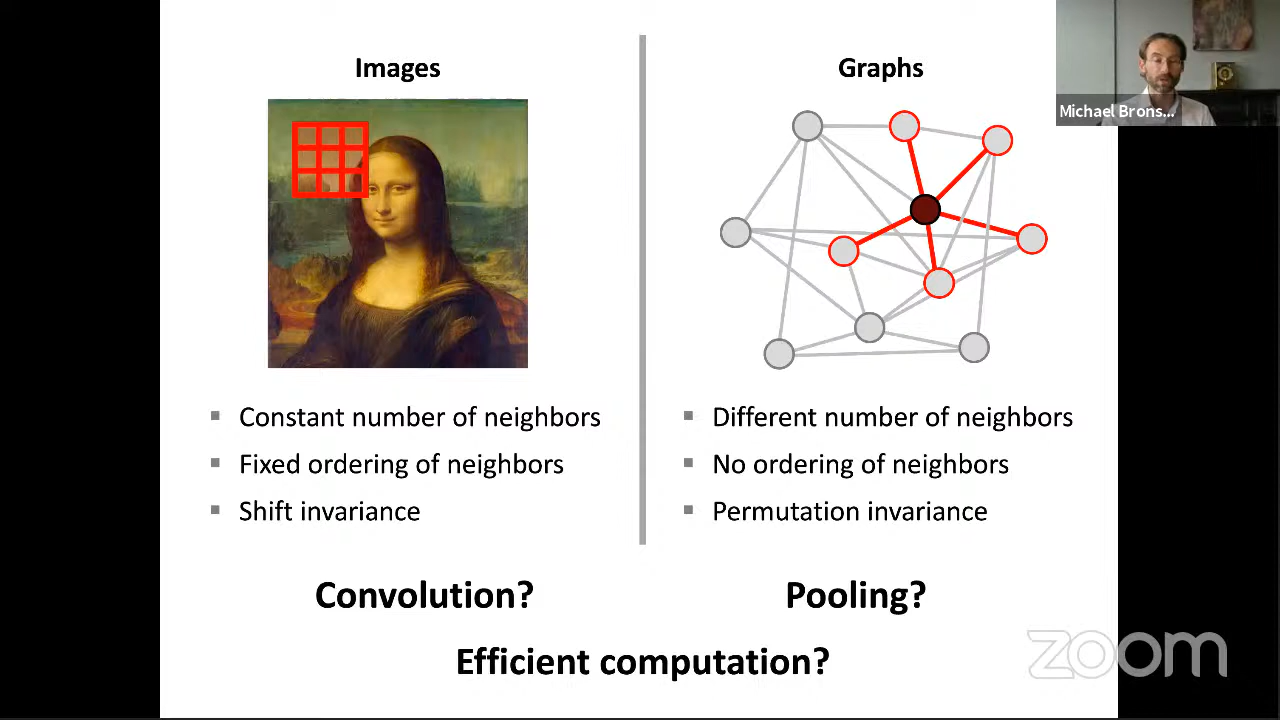 Images
Graphs
Michael Brons...
▪ Constant number of neighbors
▪ Fixed ordering of neighbors
▪ Shift invariance
▪ Different number of neighbors
▪ No ordering of neighbors
▪ Permutation invariance
Convolution?
Pooling?
Efficient computation?
zoom